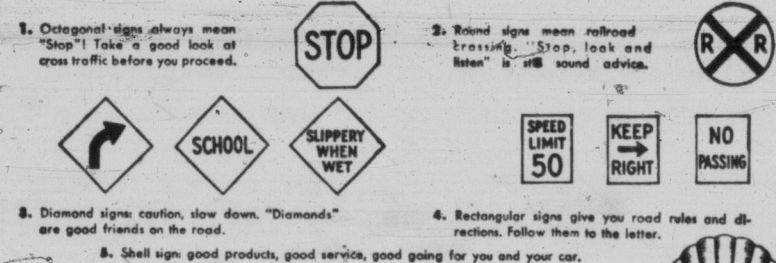 1. Octagonal signs always mean
"Stop"! Take a good look at
cross traffic before you proceed.
STOP
2. Round signs mean railroad
crossing. "Stop, look and
listen" is still sound advice.
R R
SCHOOL
SLIPPERY
WHEN
WET
SPEED
LIMIT
50
KEEP
RIGHT
NO
PASSING
3. Diamond signs: caution, slow down. "Diamonds"
are good friends on the road.
4. Rectangular signs give you road rules and di-
rections. Follow them to the letter.
5. Shell sign: good products, good service, good going for you and your car.